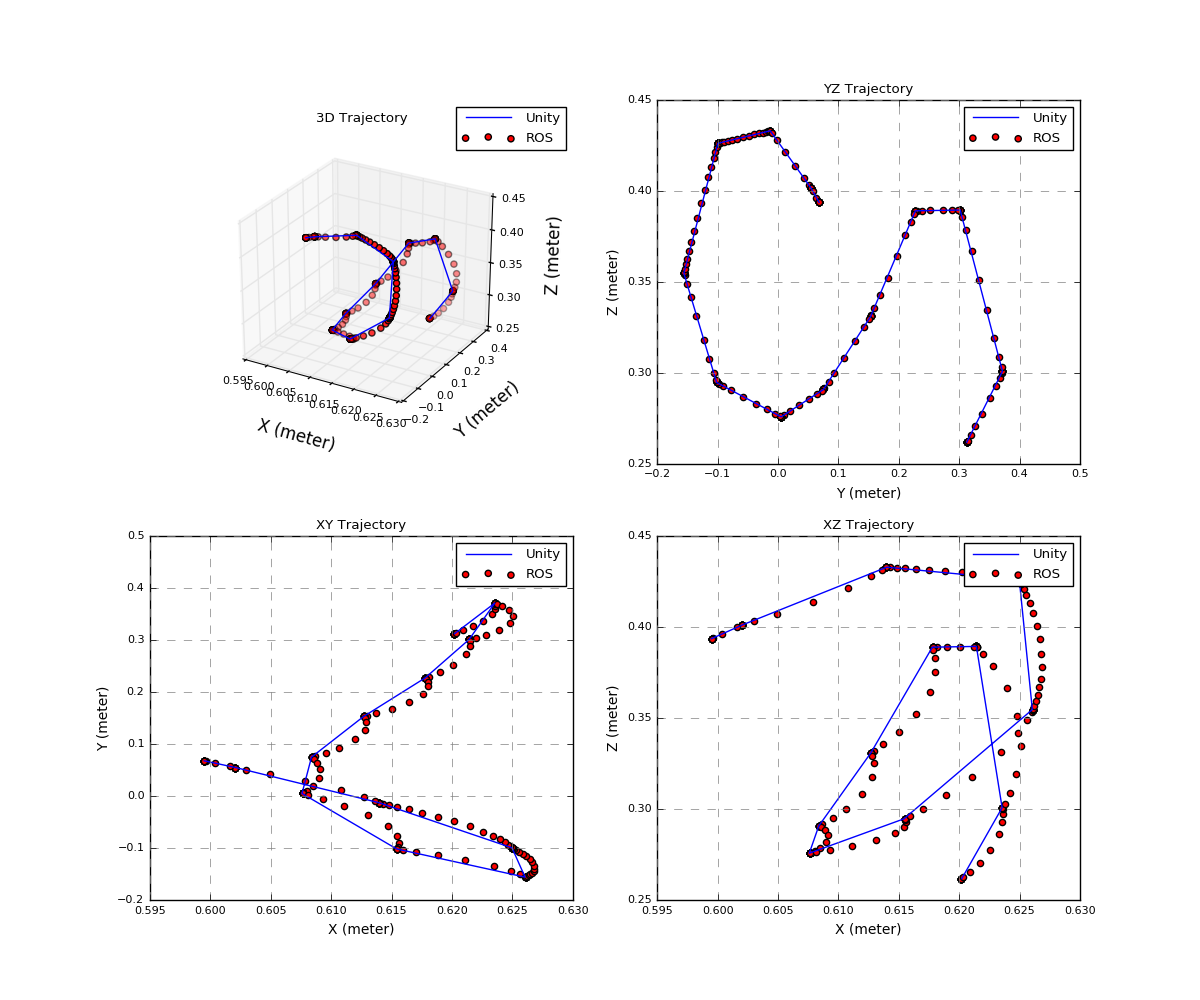 3D Trajectory
Unity
ROS
0.45
0.40
0.35
0.30
0.25
Z (meter)
0.4
0.3
0.2
0.1
0.0
−0.1
−0.2
Y (meter)
0.595
0.600
0.605
0.610
0.615
0.620
0.625
0.630
X (meter)
YZ Trajectory
Unity
ROS
0.45
0.40
0.35
0.30
0.25
Z (meter)
−0.2 −0.1 0.0 0.1 0.2 0.3 0.4 0.5
Y (meter)
XY Trajectory
Unity
ROS
0.5
0.4
0.3
0.2
0.1
0.0
−0.1
−0.2
Y (meter)
0.595 0.600 0.605 0.610 0.615 0.620 0.625 0.630
X (meter)
XZ Trajectory
Unity
ROS
0.45
0.40
0.35
0.30
0.25
Z (meter)
0.595 0.600 0.605 0.610 0.615 0.620 0.625 0.630
X (meter)